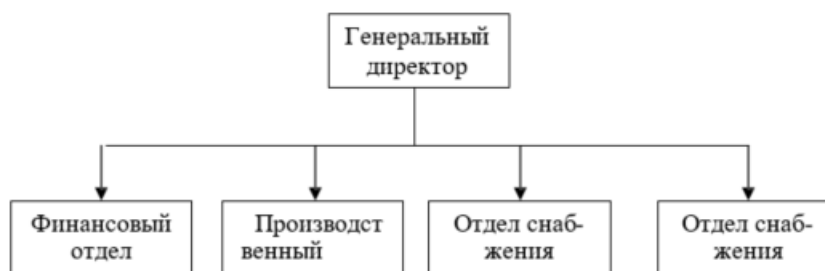 Генеральный
директор
Финансовый
отдел
Производст
венный
Отдел снаб-
жения
Отдел снаб-
жения